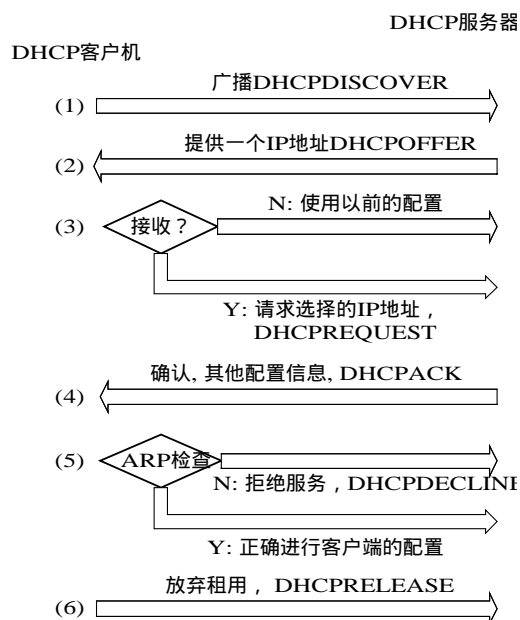 DHCP服务器
DHCP客户机
广播DHCPDISCOVER
(1)
提供一个IP地址DHCPOFFER
(2)
N: 使用以前的配置
(3) 接收？
Y: 请求选择的IP地址，
DHCPREQUEST
确认, 其他配置信息, DHCPACK
(4)
(5) ARP检查
N: 拒绝服务，DHCPDECLINE
Y: 正确进行客户端的配置
放弃租用， DHCPRELEASE
(6)